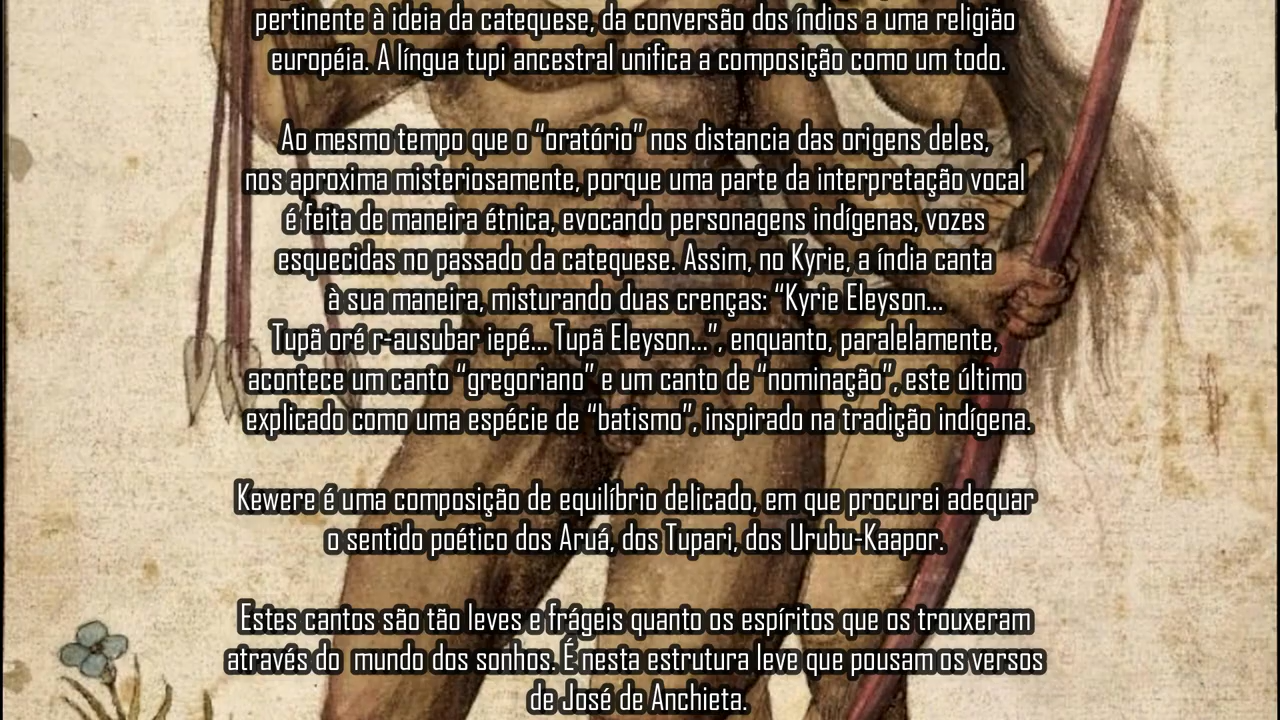 pertinente à ideia da catequese, da conversão dos índios a uma religião
européia. A língua tupi ancestral unifica a composição como um todo.
Ao mesmo tempo que o “oratório” nos distancia das origens deles,
nos aproxima misteriosamente, porque uma parte da interpretação vocal
é feita de maneira étnica, evocando personagens indígenas, vozes
esquecidas no passado da catequese. Assim, no Kyrie, a índia canta
à sua maneira, misturando duas crenças: “Kyrie Eleyson...
Tupã oré r-ausubar iepé... Tupã Eleyson...”, enquanto, paralelamente,
acontece um canto “gregoriano” e um canto de “nominação”, este último
explicado como uma espécie de “batismo”, inspirado na tradição indígena.
Kewere é uma composição de equilíbrio delicado, em que procurei adequar
o sentido poético dos Aruá, dos Tupari, dos Urubu-Kaapor.
Estes cantos são tão leves e frágeis quanto os espíritos que os trouxeram
através do mundo dos sonhos. É nesta estrutura leve que pousam os versos
de José de Anchieta.